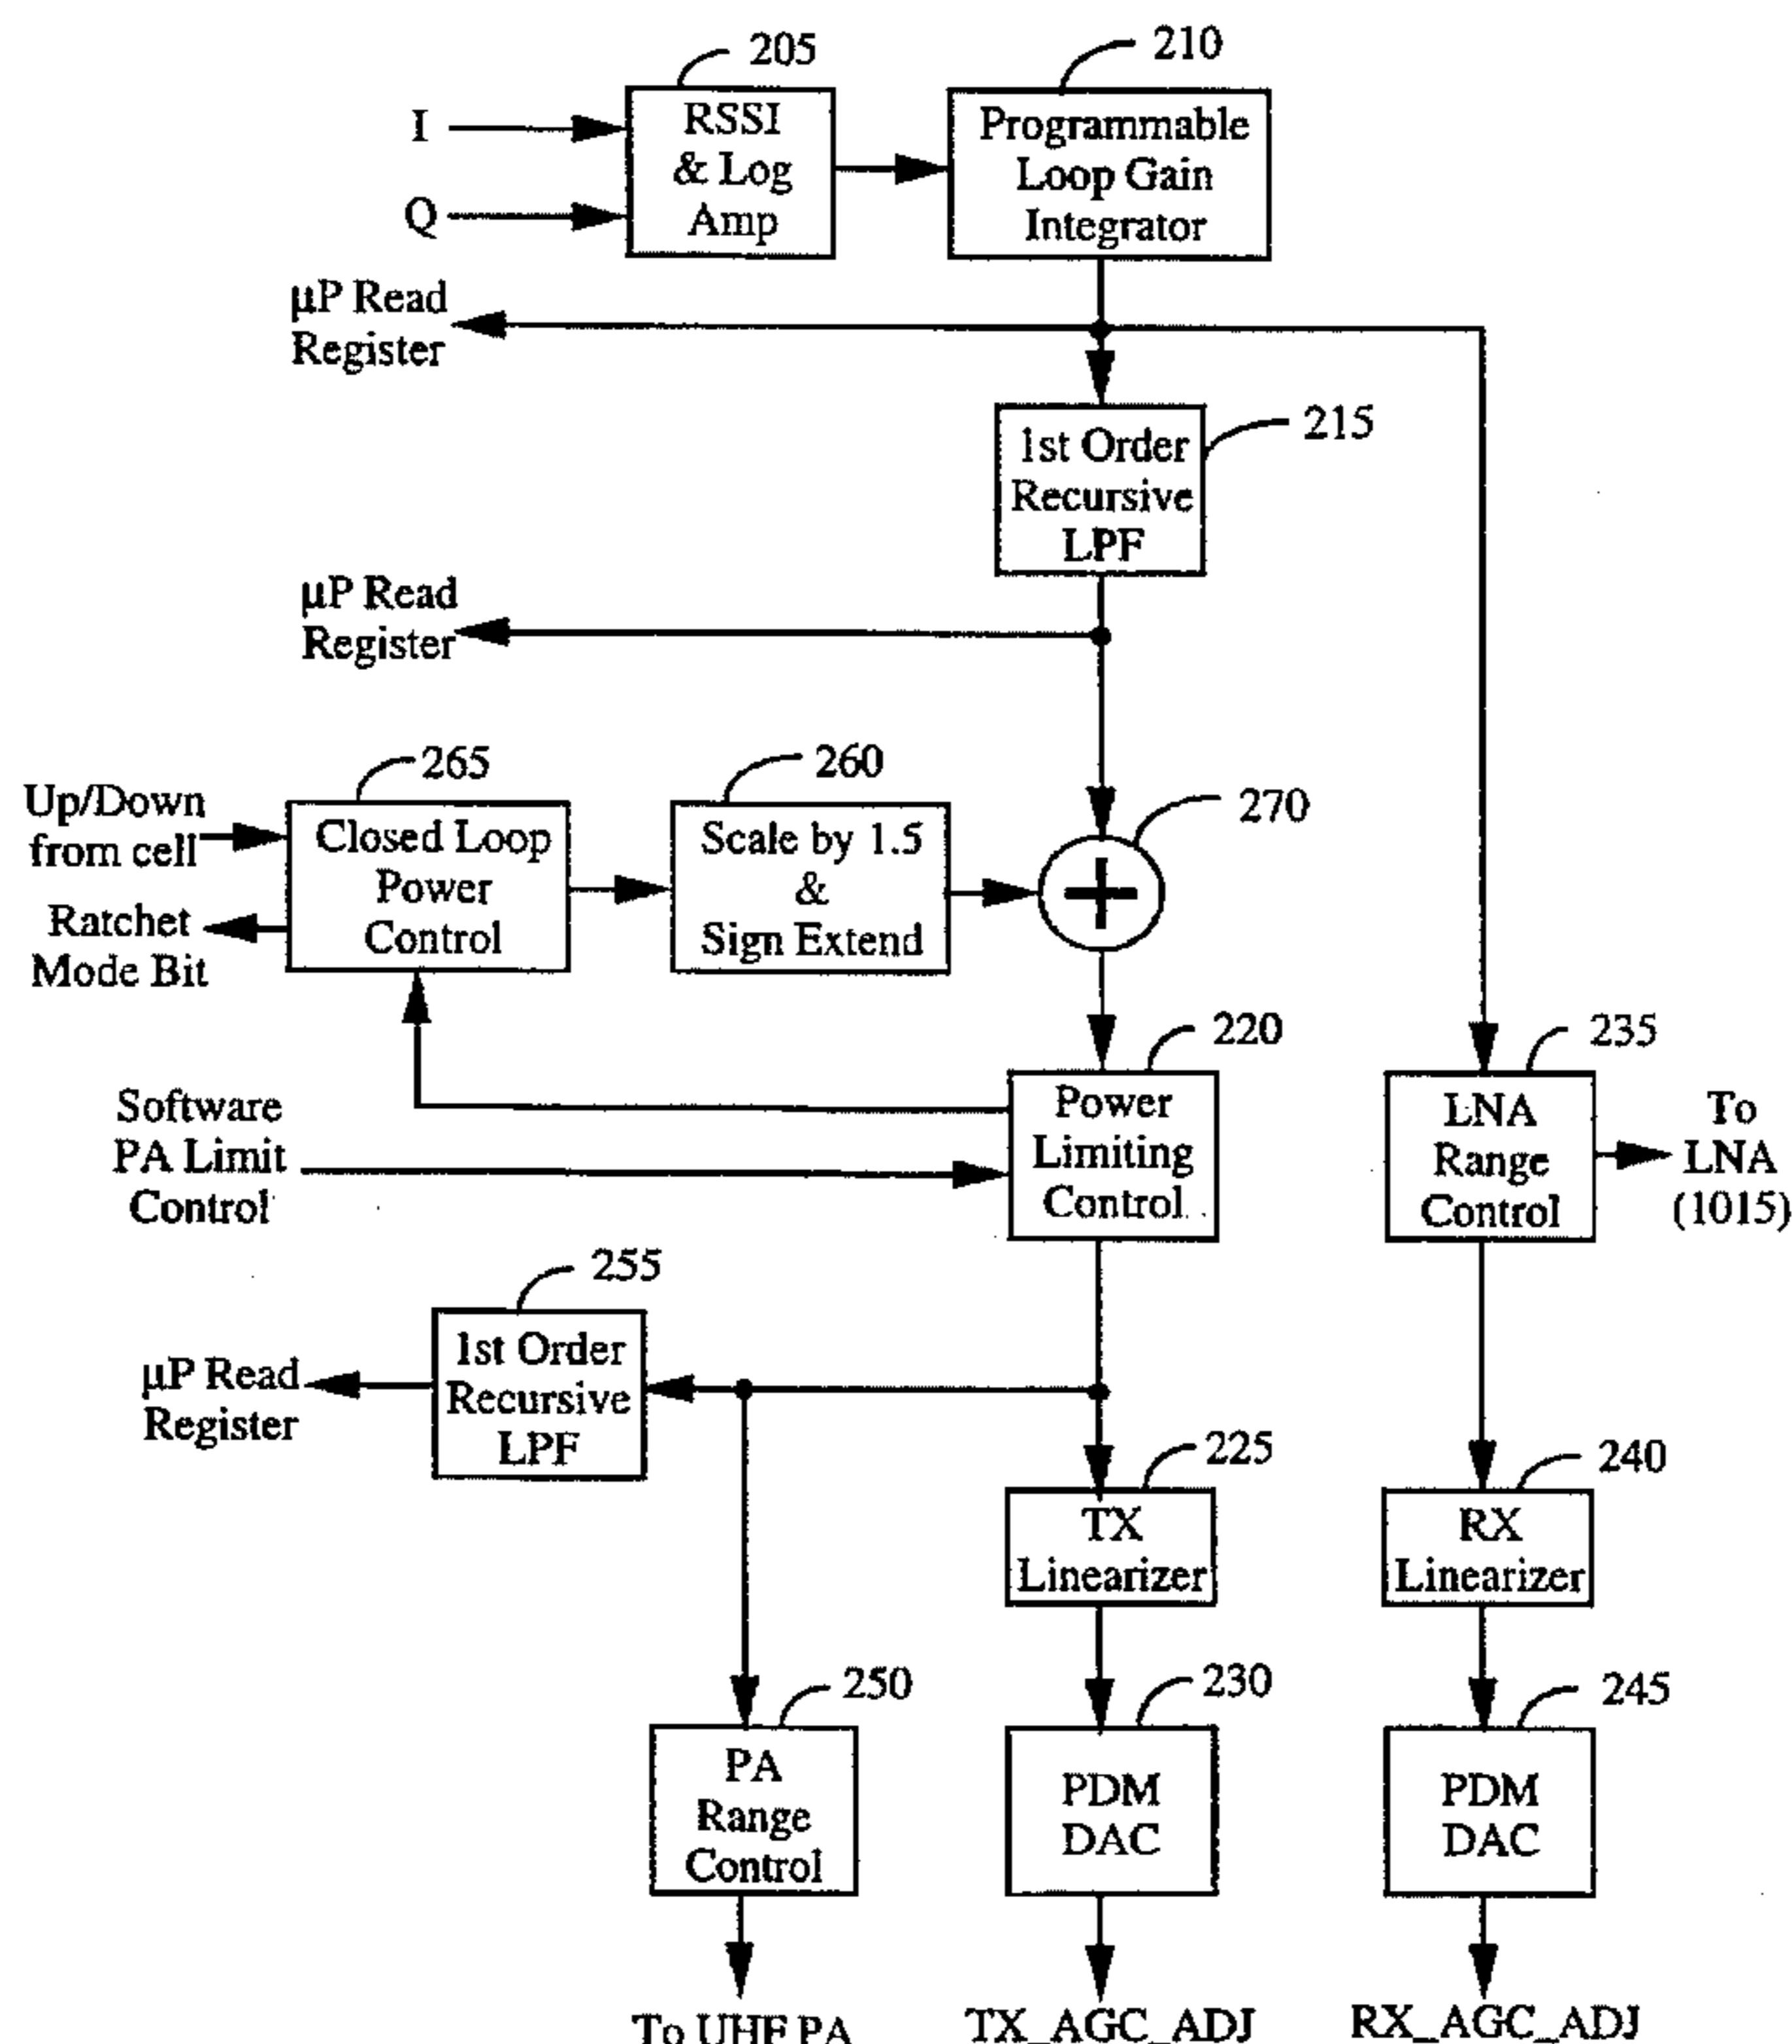 205
210
I
Q
RSSI
& Log
Amp
Programmable
Loop Gain
Integrator
µP Read
Register
1st Order
Recursive
LPF
215
µP Read
Register
265
260
270
Up/Down
from cell
Ratchet
Mode Bit
Closed Loop
Power
Control
Scale by 1.5
&
Sign Extend
+
220
235
Software
PA Limit
Control
Power
Limiting
Control
LNA
Range
Control
To
LNA
(1015)
255
µP Read
Register
1st Order
Recursive
LPF
225
240
TX
Linearizer
RX
Linearizer
250
230
245
PA
Range
Control
PDM
DAC
PDM
DAC
To UHF PA
TX_AGC_ADJ
RX_AGC_ADJ